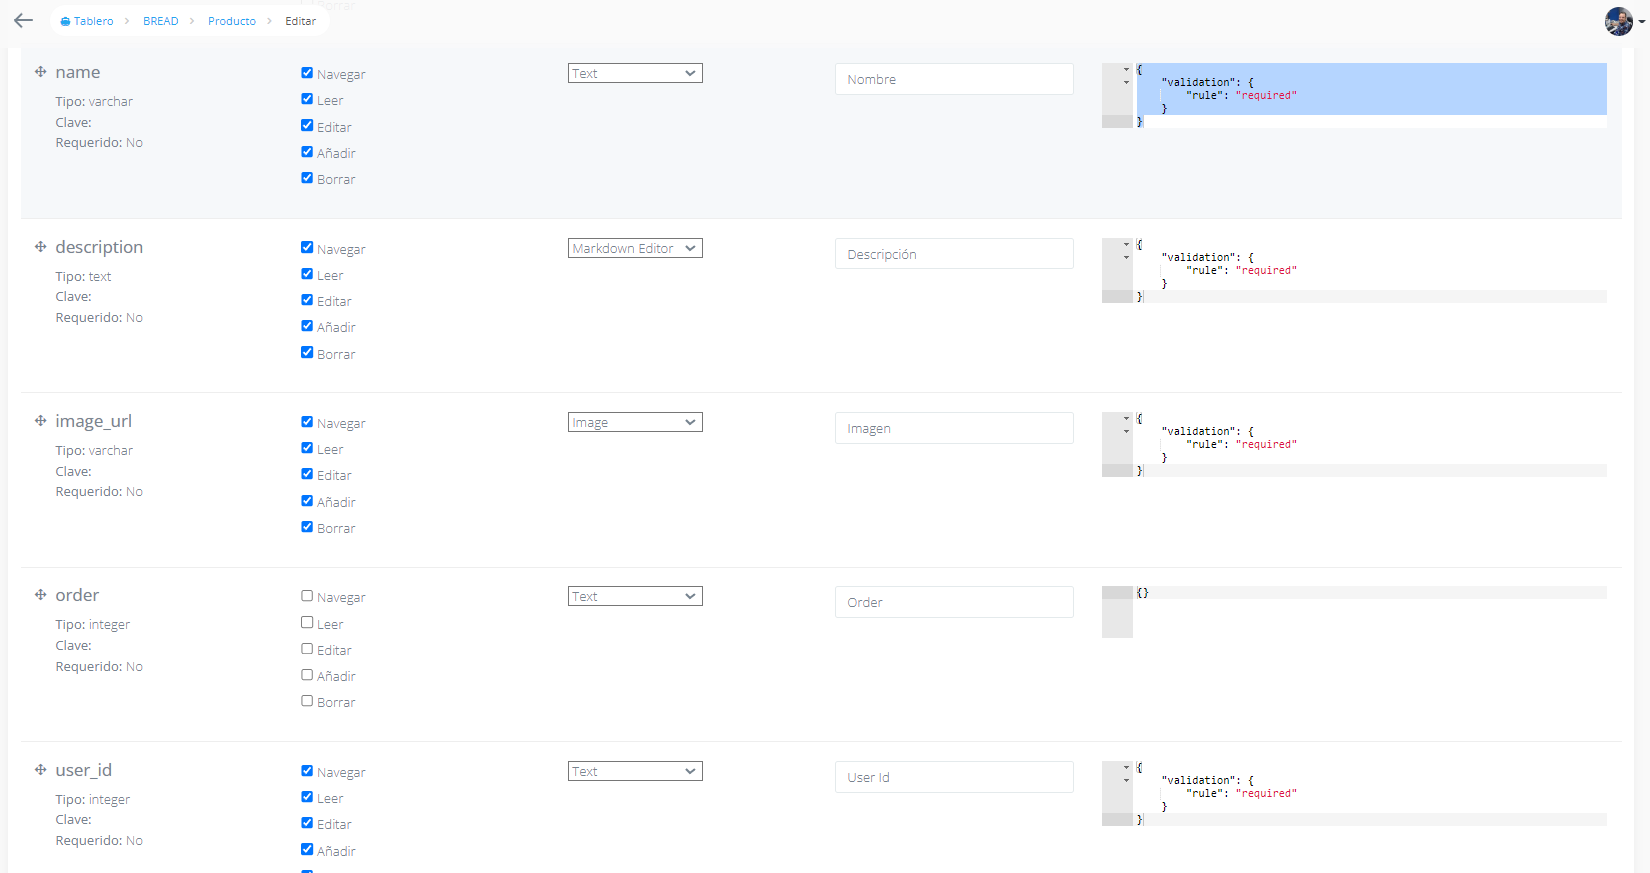 Tablero > BREAD > Producto > Editar
name
Tipo: varchar
Clave:
Requerido: No
Navegar
Leer
Editar
Añadir
Borrar
Text
Nombre
{
"validation": {
"rule": "required"
}
}
description
Tipo: text
Clave:
Requerido: No
Navegar
Leer
Editar
Añadir
Borrar
Markdown Editor
Descripción
{
"validation": {
"rule": "required"
}
}
image_url
Tipo: varchar
Clave:
Requerido: No
Navegar
Leer
Editar
Añadir
Borrar
Image
Imagen
{
"validation": {
"rule": "required"
}
}
order
Tipo: integer
Clave:
Requerido: No
Navegar
Leer
Editar
Añadir
Borrar
Text
Order
{}
user_id
Tipo: integer
Clave:
Requerido: No
Navegar
Leer
Editar
Añadir
Text
User Id
{
"validation": {
"rule": "required"
}
}